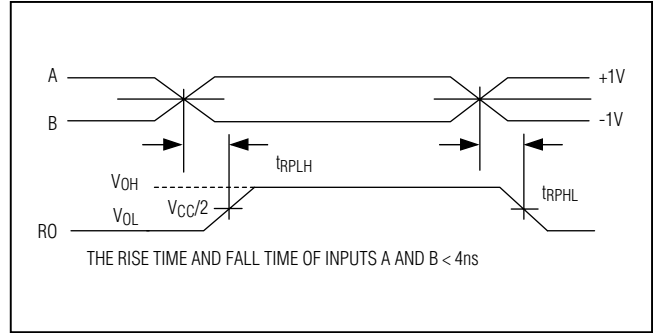 A
+1V
B
-1V
tRPLH
VOH
tRPHL
VOL
VCC/2
RO
THE RISE TIME AND FALL TIME OF INPUTS A AND B < 4ns